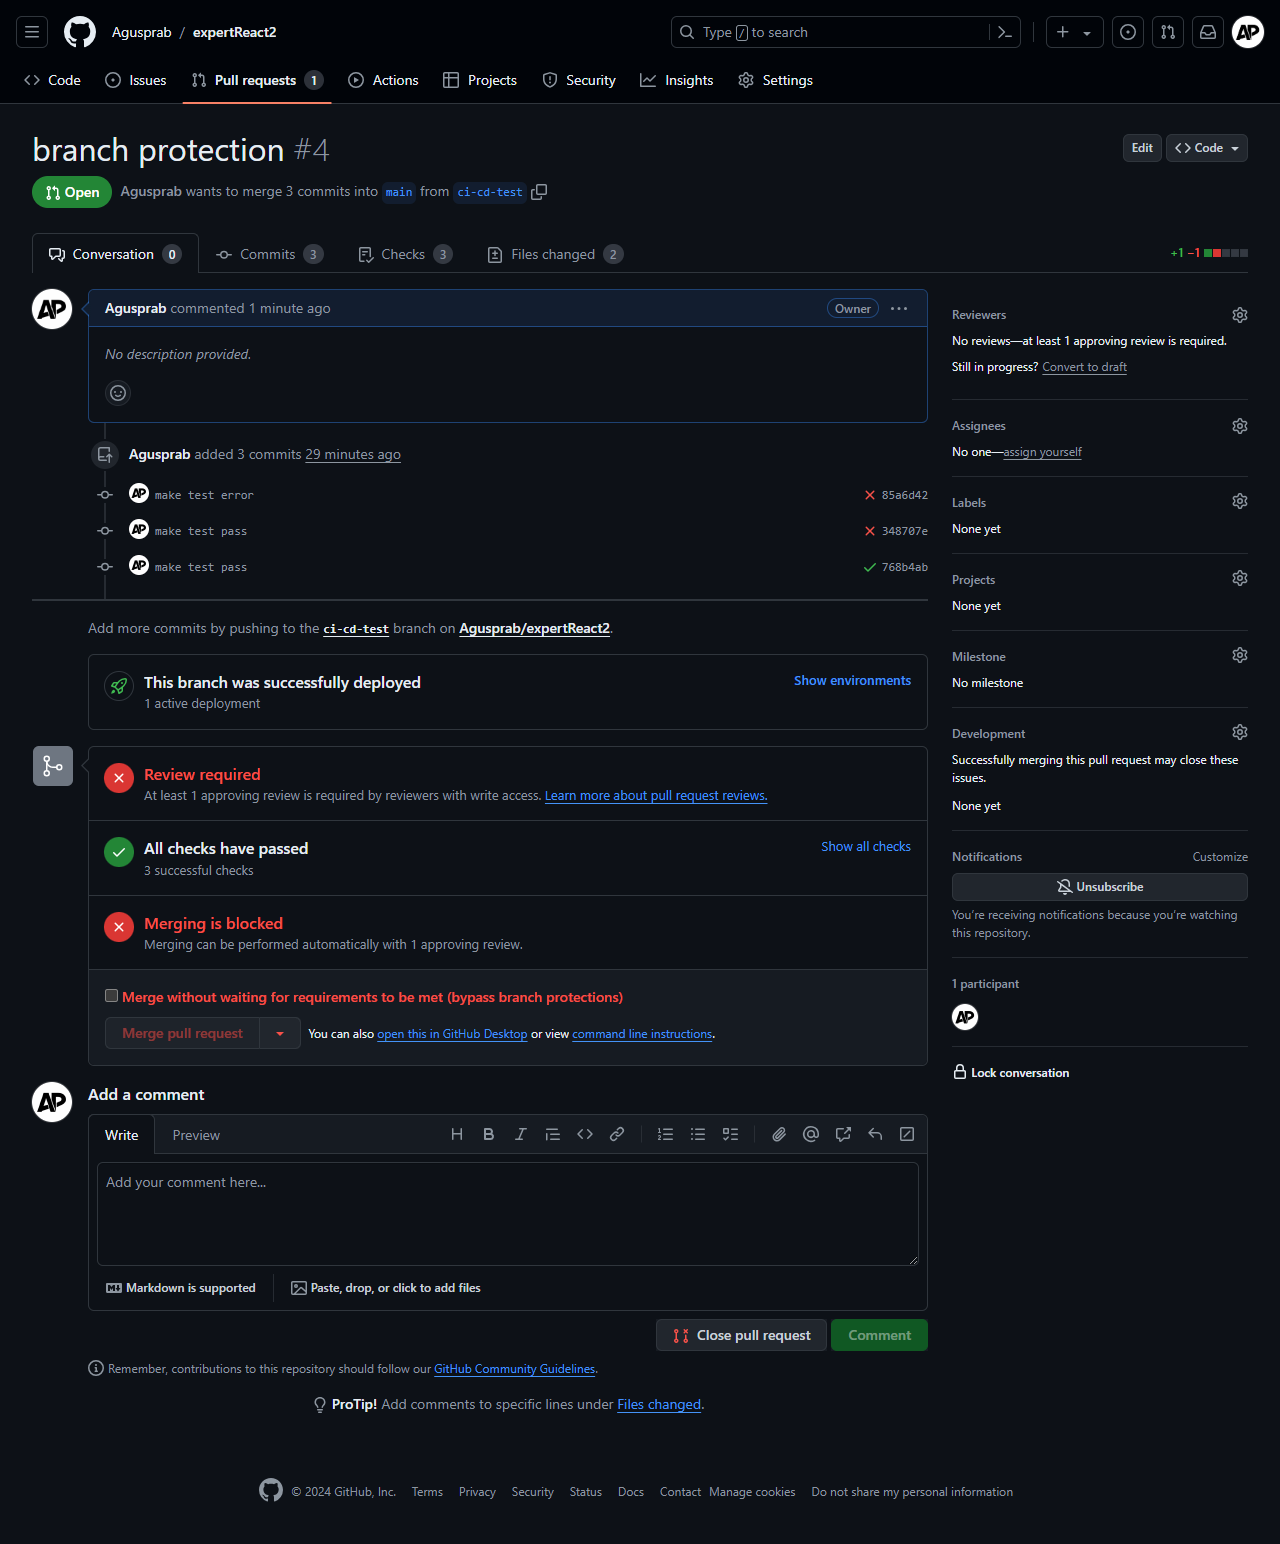 Agusprab / expertReact2
Type / to search
AP
Code
Issues
Pull requests 1
Actions
Projects
Security
Insights
Settings
branch protection #4
Edit
Code
Open
Agusprab wants to merge 3 commits into main from ci-cd-test
Conversation 0
Commits 3
Checks 3
Files changed 2
+1 −1
AP
Agusprab commented 1 minute ago
Owner
No description provided.
Agusprab added 3 commits 29 minutes ago
AP make test error
85a6d42
AP make test pass
348707e
AP make test pass
768b4ab
Add more commits by pushing to the ci-cd-test branch on Agusprab/expertReact2.
This branch was successfully deployed
Show environments
1 active deployment
Review required
At least 1 approving review is required by reviewers with write access. Learn more about pull request reviews.
All checks have passed
Show all checks
3 successful checks
Merging is blocked
Merging can be performed automatically with 1 approving review.
Merge without waiting for requirements to be met (bypass branch protections)
Merge pull request
You can also open this in GitHub Desktop or view command line instructions.
AP
Add a comment
Write
Preview
Add your comment here...
Markdown is supported
Paste, drop, or click to add files
Close pull request
Comment
Remember, contributions to this repository should follow our GitHub Community Guidelines.
ProTip! Add comments to specific lines under Files changed.
Reviewers
No reviews—at least 1 approving review is required.
Still in progress? Convert to draft
Assignees
No one—assign yourself
Labels
None yet
Projects
None yet
Milestone
No milestone
Development
Successfully merging this pull request may close these
issues.
None yet
Notifications
Customize
Unsubscribe
You're receiving notifications because you're watching
this repository.
1 participant
AP
Lock conversation
© 2024 GitHub, Inc.
Terms
Privacy
Security
Status
Docs
Contact
Manage cookies
Do not share my personal information